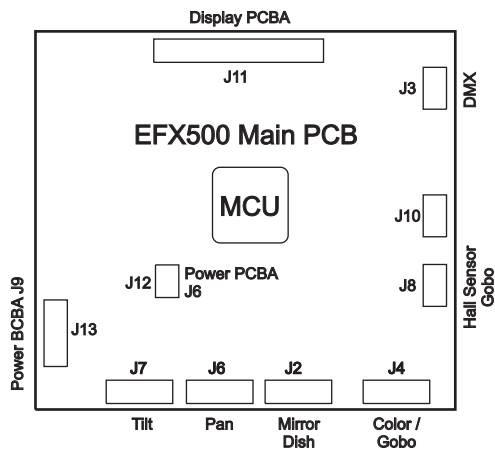 Display PCBA
J11
J3
DMX
EFX500 Main PCB
MCU
J10
J12
Power PCBA
J6
J8
Hall Sensor
Gobo
Power BCBA J9
J13
J7
J6
J2
J4
Tilt
Pan
Mirror
Dish
Color /
Gobo